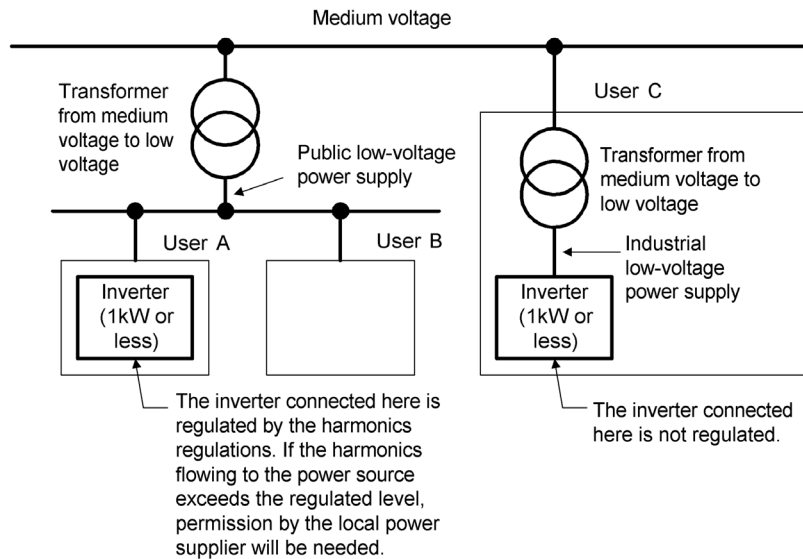 Medium voltage
Transformer
from medium
voltage to low
voltage
Public low-voltage
power supply
User A
User B
Inverter
(1kW or
less)
The inverter connected here is
regulated by the harmonics
regulations. If the harmonics
flowing to the power source
exceeds the regulated level,
permission by the local power
supplier will be needed.
User C
Transformer from
medium voltage to
low voltage
Industrial
low-voltage
power supply
Inverter
(1kW or
less)
The inverter connected
here is not regulated.